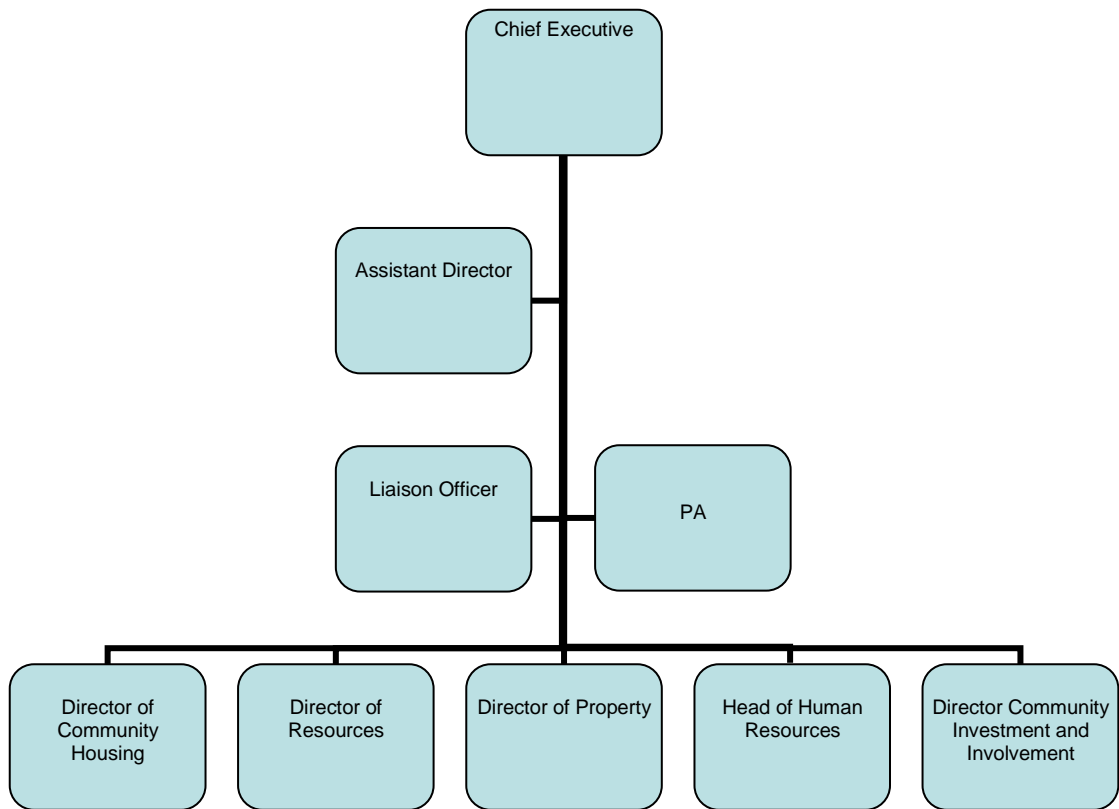 Chief Executive
Assistant Director
Liaison Officer
PA
Director of
Community
Housing
Director of
Resources
Director of Property
Head of Human
Resources
Director Community
Investment and
Involvement